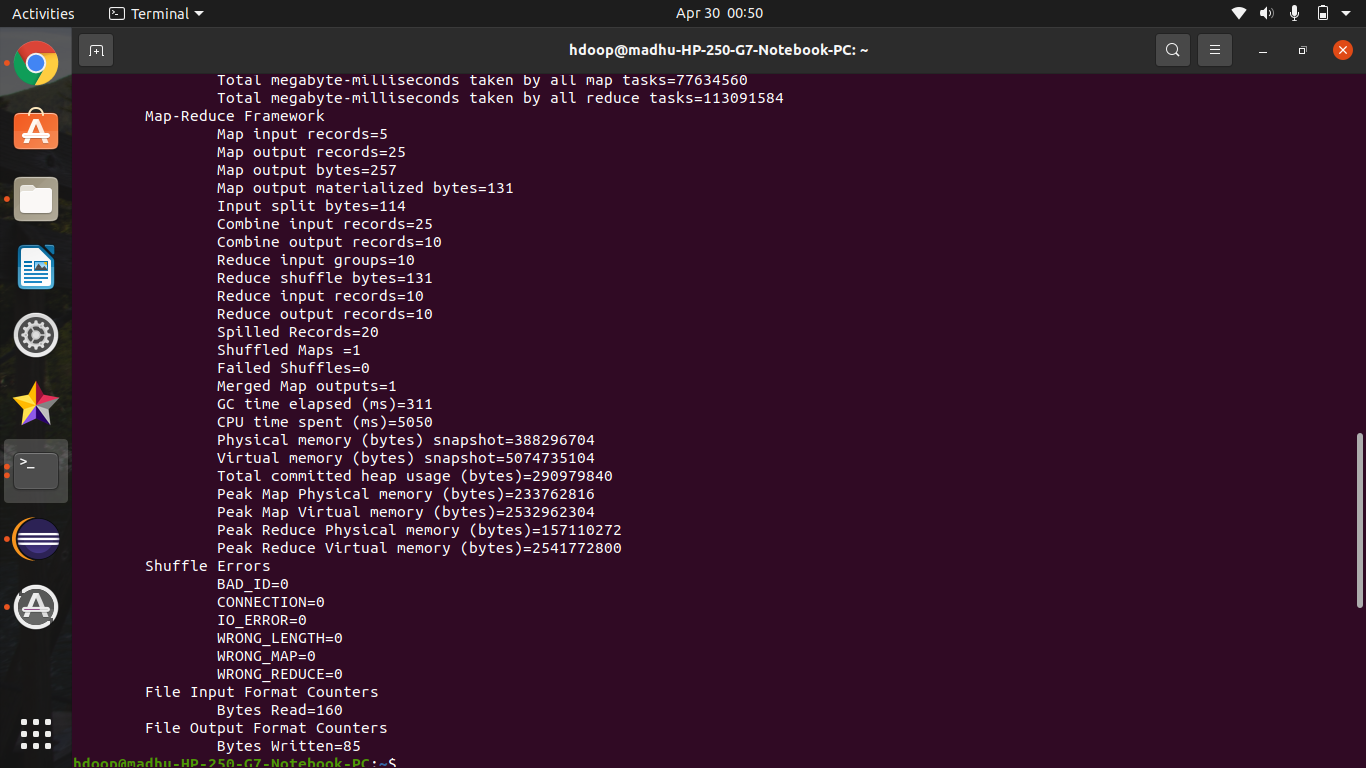 Activities Terminal Apr 30 00:50
hdoop@madhu-HP-250-G7-Notebook-PC: ~
Total megabyte-milliseconds taken by all map tasks=77634560
Total megabyte-milliseconds taken by all reduce tasks=113091584
Map-Reduce Framework
Map input records=5
Map output records=25
Map output bytes=257
Map output materialized bytes=131
Input split bytes=114
Combine input records=25
Combine output records=10
Reduce input groups=10
Reduce shuffle bytes=131
Reduce input records=10
Reduce output records=10
Spilled Records=20
Shuffled Maps =1
Failed Shuffles=0
Merged Map outputs=1
GC time elapsed (ms)=311
CPU time spent (ms)=5050
Physical memory (bytes) snapshot=388296704
Virtual memory (bytes) snapshot=5074735104
Total committed heap usage (bytes)=290979840
Peak Map Physical memory (bytes)=233762816
Peak Map Virtual memory (bytes)=2532962304
Peak Reduce Physical memory (bytes)=157110272
Peak Reduce Virtual memory (bytes)=2541772800
Shuffle Errors
BAD_ID=0
CONNECTION=0
IO_ERROR=0
WRONG_LENGTH=0
WRONG_MAP=0
WRONG_REDUCE=0
File Input Format Counters
Bytes Read=160
File Output Format Counters
Bytes Written=85
hdoop@madhu-HP-250-G7-Notebook-PC:~$